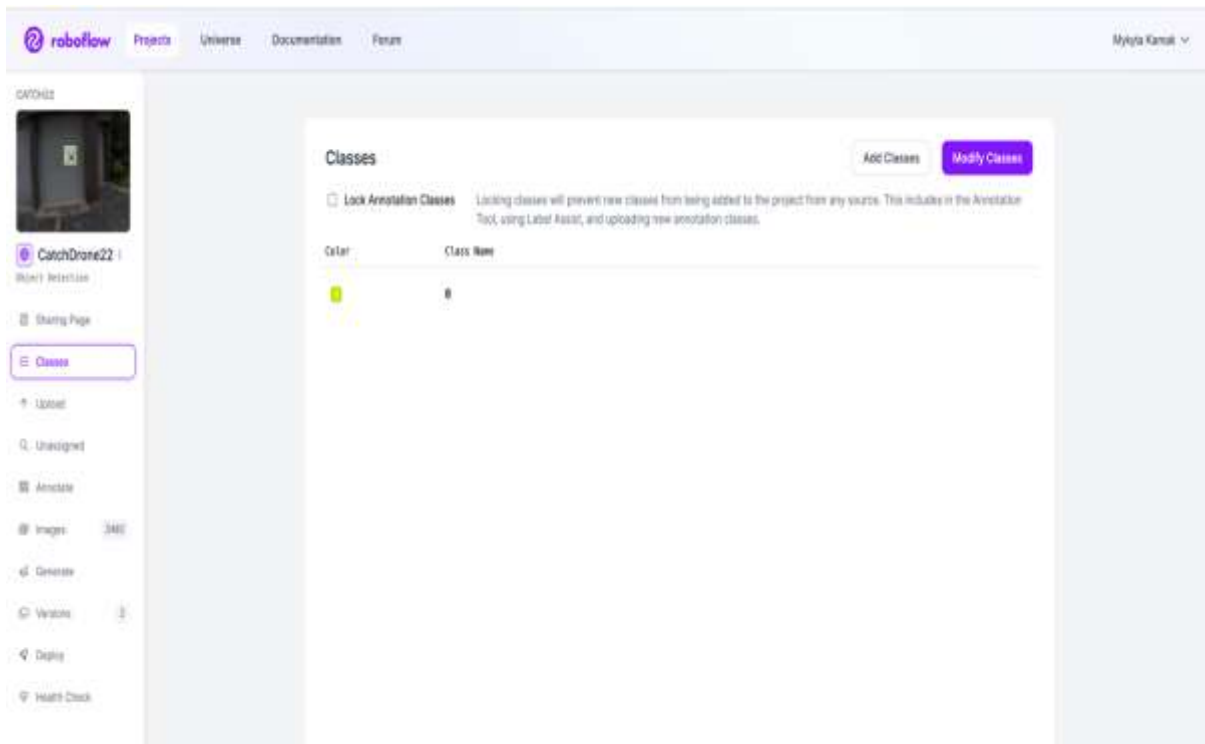 roboflow Projects Universe Documentation Forum
CATCH22
CatchDrone22
Object Detection
Sharing Page
Classes
Upload
Unassigned
Annotate
Images
Generate
Versions
Deploy
Health Check
Classes
Add Classes
Modify Classes
Lock Annotation Classes
Locking classes will prevent new classes from being added to the project from any source. This includes in the Annotation
Tool, using Label Assist, and uploading new annotation classes.
Color Class Name
0